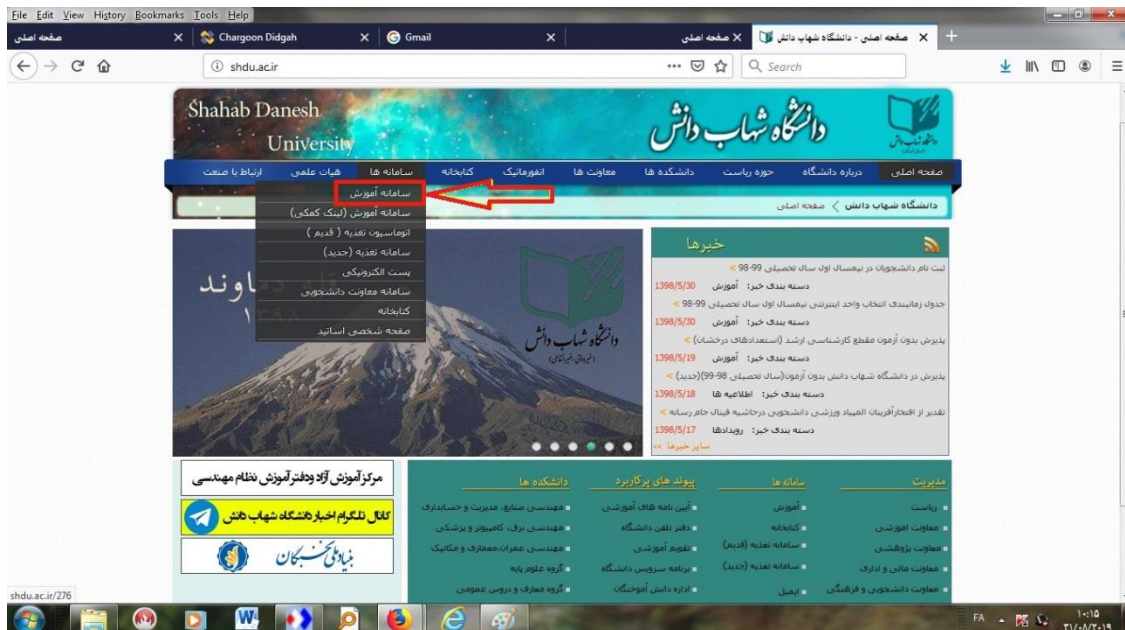 File Edit View History Bookmarks Tools Help
صفحه اصلی
Chargoon Didgah
Gmail
صفحه اصلی
صفحه اصلی - دانشگاه شهاب دانش
shdu.ac.ir
Search
Shahab Danesh
University
دانشگاه شهاب دانش
دانشگاه شهاب دانش
صفحه اصلی درباره دانشگاه حوزه ریاست دانشکده ها معاونت ها انفورماتیک کتابخانه سامانه ها هیات علمی ارتباط با صنعت
دانشگاه شهاب دانش صفحه اصلی
سامانه آموزش
سامانه آموزش (لینک کمکی)
اتوماسیون تغذیه ( قدیم )
سامانه تغذیه (جدید)
پست الکترونیکی
سامانه معاونت دانشجویی
کتابخانه
صفحه شخصی اساتید
دماوند
دانشگاه شهاب دانش
خبرها
ثبت نام دانشجویان در نیمسال اول سال تحصیلی 99-98 >
دسته بندی خبر: آموزش 1398/5/30
جدول زمانبندی انتخاب واحد اینترنتی نیمسال اول سال تحصیلی 99-98 >
دسته بندی خبر: آموزش 1398/5/30
پذیرش بدون آزمون مقطع کارشناسی ارشد (استعدادهای درخشان) >
دسته بندی خبر: آموزش 1398/5/19
پذیرش در دانشگاه شهاب دانش بدون آزمون(سال تحصیلی 98-99)(جدید) >
دسته بندی خبر: اطلاعیه ها 1398/5/18
تقدیر از افتخارآفرینان المپیاد ورزشی دانشجویی درحاشیه فینال جام رسانه >
دسته بندی خبر: رویدادها 1398/5/17
سایر خبرها >>
مدیریت
ریاست
معاونت آموزشی
معاونت پژوهشی
معاونت مالی و اداری
معاونت دانشجویی و فرهنگی
سامانه ها
آموزش
کتابخانه
سامانه تغذیه (قدیم)
سامانه تغذیه (جدید)
ایمیل
پیوند های پرکاربرد
آیین نامه های آموزشی
دفتر تلفن دانشگاه
تقویم آموزشی
برنامه سرویس دانشگاه
اداره دانش آموختگان
دانشکده ها
مهندسی صنایع، مدیریت و حسابداری
مهندسی برق، کامپیوتر و پزشکی
مهندسی عمران،معماری و مکانیک
گروه علوم پایه
گروه معارف و دروس عمومی
مرکز آموزش آزاد ودفتر آموزش نظام مهندسی
کانال تلگرام اخبار دانشگاه شهاب دانش
بنیاد ملی نخبگان
shdu.ac.ir/276
FA
۱۰:۱۵
۲۱/۰۸/۲۰۱۹